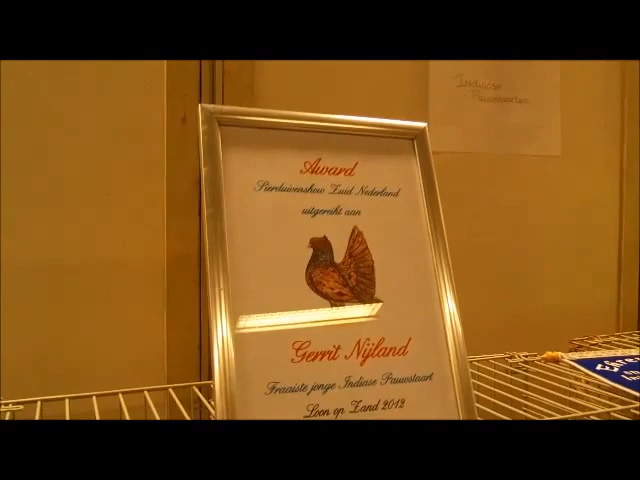 Indiase
Pauwstaarten
Award
Sierduivenshow Zuid Nederland
uitgereikt aan
Gerrit Nijland
Fraaiste jonge Indiase Pauwstaart
Loon op Zand 2012